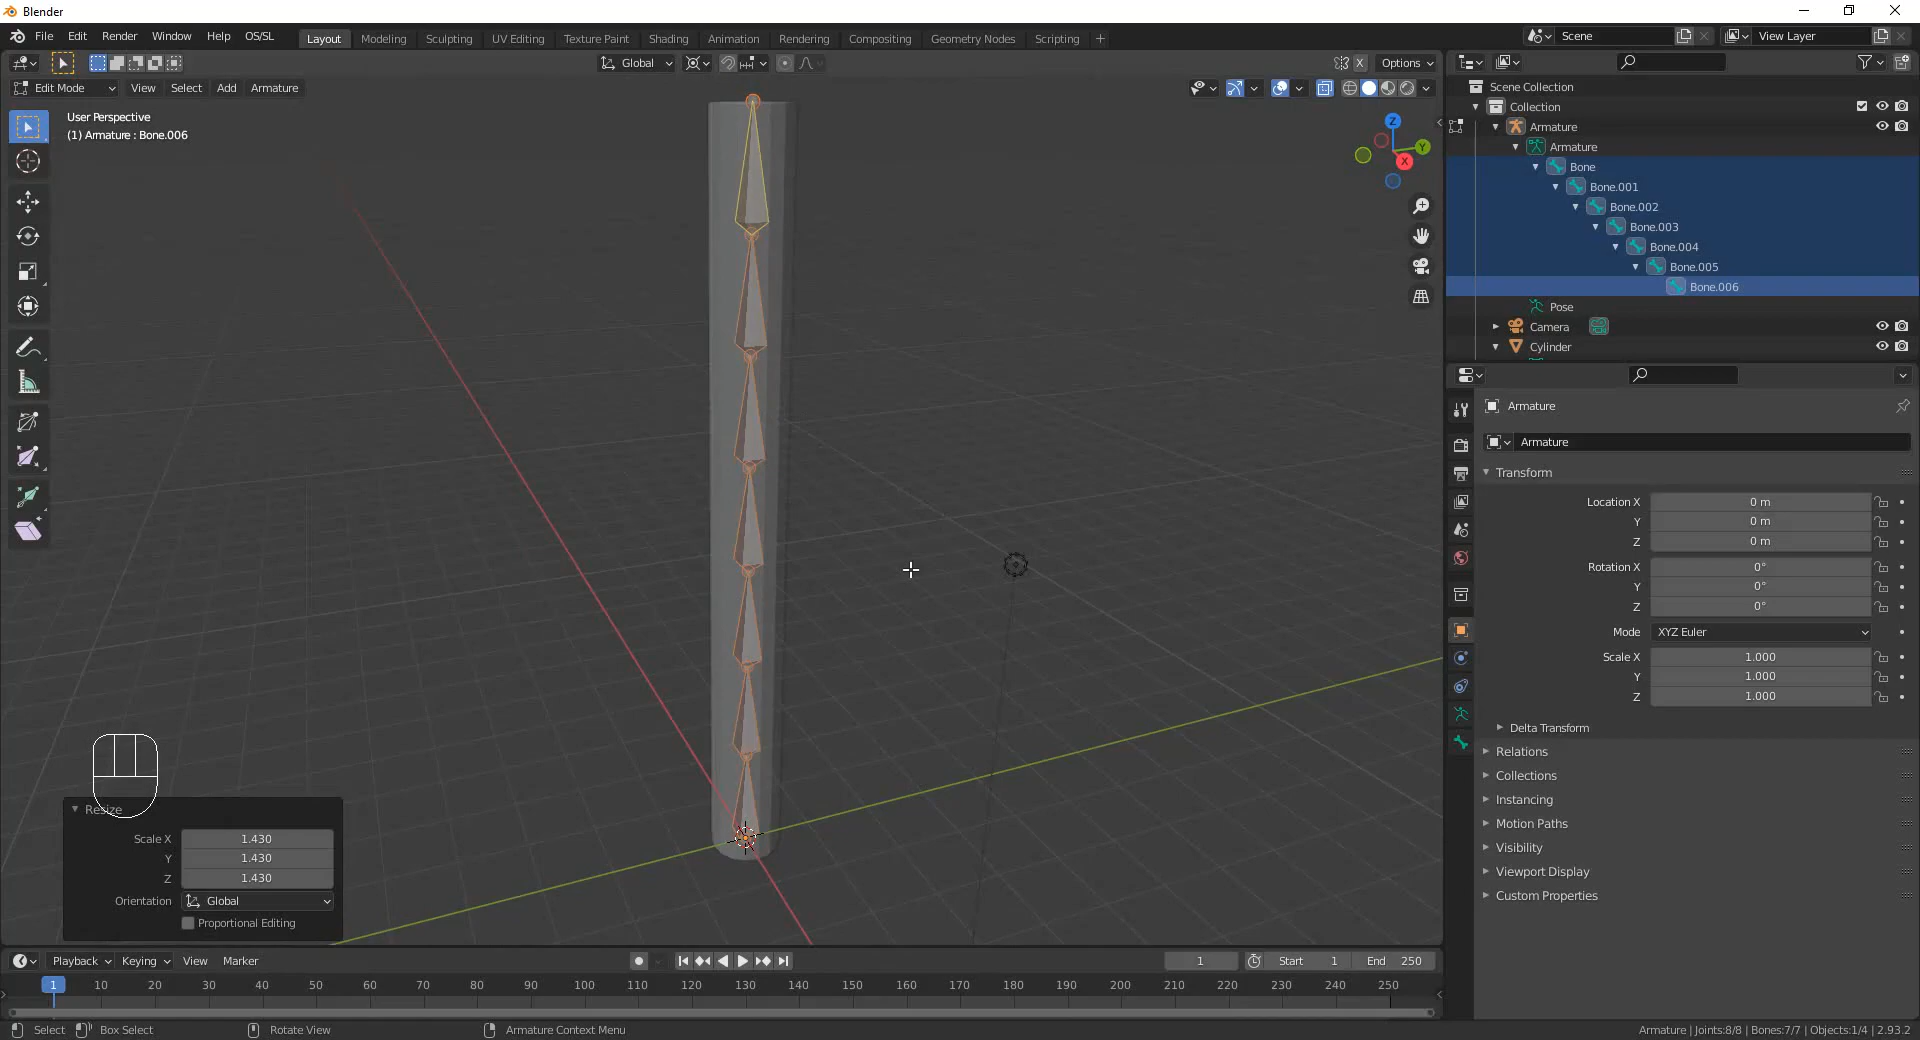 Blender
File Edit Render Window Help OS/SL Layout Modeling Sculpting UV Editing Texture Paint Shading Animation Rendering Compositing Geometry Nodes Scripting + Scene View Layer
Global X Options
Edit Mode View Select Add Armature
User Perspective
(1) Armature : Bone.006
Z
Y
X
Resize
Scale X 1.430
Y 1.430
Z 1.430
Orientation Global
Proportional Editing
Scene Collection
Collection
Armature
Armature
Bone
Bone.001
Bone.002
Bone.003
Bone.004
Bone.005
Bone.006
Pose
Camera
Cylinder
Armature
Armature
Transform
Location X 0 m
Y 0 m
Z 0 m
Rotation X 0°
Y 0°
Z 0°
Mode XYZ Euler
Scale X 1.000
Y 1.000
Z 1.000
Delta Transform
Relations
Collections
Instancing
Motion Paths
Visibility
Viewport Display
Custom Properties
Playback Keying View Marker 1 Start 1 End 250
1 10 20 30 40 50 60 70 80 90 100 110 120 130 140 150 160 170 180 190 200 210 220 230 240 250
Select Box Select Rotate View Armature Context Menu Armature | Joints:8/8 | Bones:7/7 | Objects:1/4 | 2.93.2